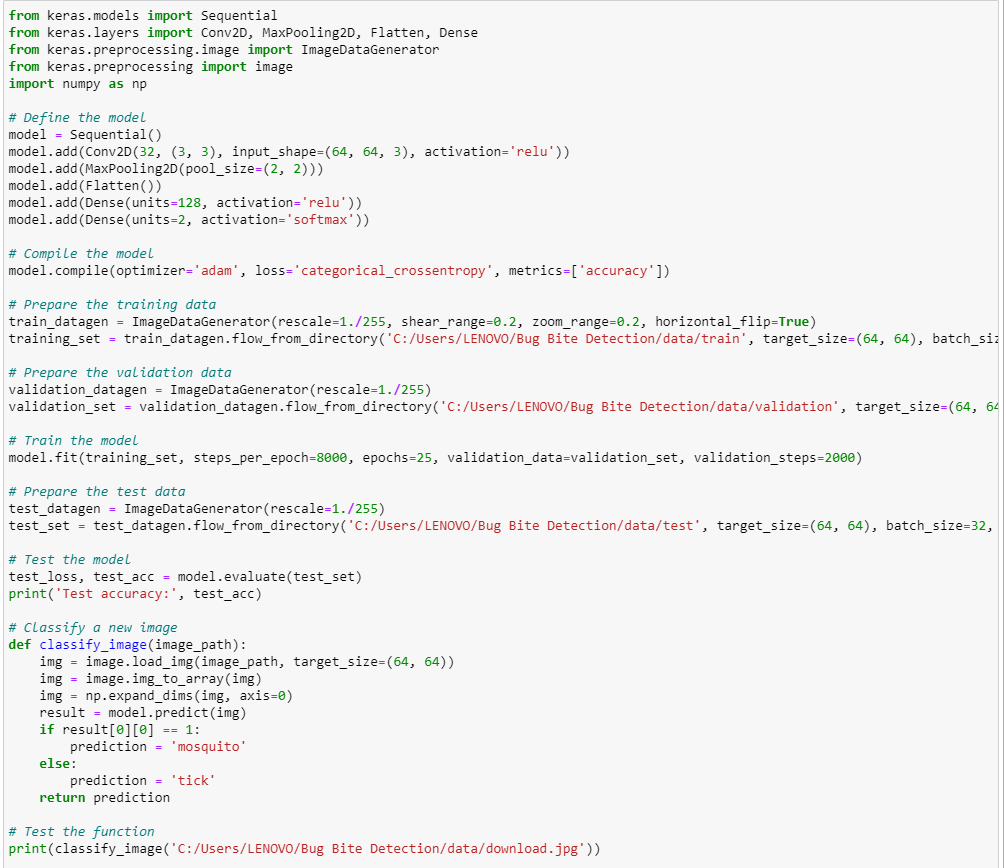 from keras.models import Sequential
from keras.layers import Conv2D, MaxPooling2D, Flatten, Dense
from keras.preprocessing.image import ImageDataGenerator
from keras.preprocessing import image
import numpy as np

# Define the model
model = Sequential()
model.add(Conv2D(32, (3, 3), input_shape=(64, 64, 3), activation='relu'))
model.add(MaxPooling2D(pool_size=(2, 2)))
model.add(Flatten())
model.add(Dense(units=128, activation='relu'))
model.add(Dense(units=2, activation='softmax'))

# Compile the model
model.compile(optimizer='adam', loss='categorical_crossentropy', metrics=['accuracy'])

# Prepare the training data
train_datagen = ImageDataGenerator(rescale=1./255, shear_range=0.2, zoom_range=0.2, horizontal_flip=True)
training_set = train_datagen.flow_from_directory('C:/Users/LENOVO/Bug Bite Detection/data/train', target_size=(64, 64), batch_siz

# Prepare the validation data
validation_datagen = ImageDataGenerator(rescale=1./255)
validation_set = validation_datagen.flow_from_directory('C:/Users/LENOVO/Bug Bite Detection/data/validation', target_size=(64, 64

# Train the model
model.fit(training_set, steps_per_epoch=8000, epochs=25, validation_data=validation_set, validation_steps=2000)

# Prepare the test data
test_datagen = ImageDataGenerator(rescale=1./255)
test_set = test_datagen.flow_from_directory('C:/Users/LENOVO/Bug Bite Detection/data/test', target_size=(64, 64), batch_size=32,

# Test the model
test_loss, test_acc = model.evaluate(test_set)
print('Test accuracy:', test_acc)

# Classify a new image
def classify_image(image_path):
    img = image.load_img(image_path, target_size=(64, 64))
    img = image.img_to_array(img)
    img = np.expand_dims(img, axis=0)
    result = model.predict(img)
    if result[0][0] == 1:
        prediction = 'mosquito'
    else:
        prediction = 'tick'
    return prediction

# Test the function
print(classify_image('C:/Users/LENOVO/Bug Bite Detection/data/download.jpg'))